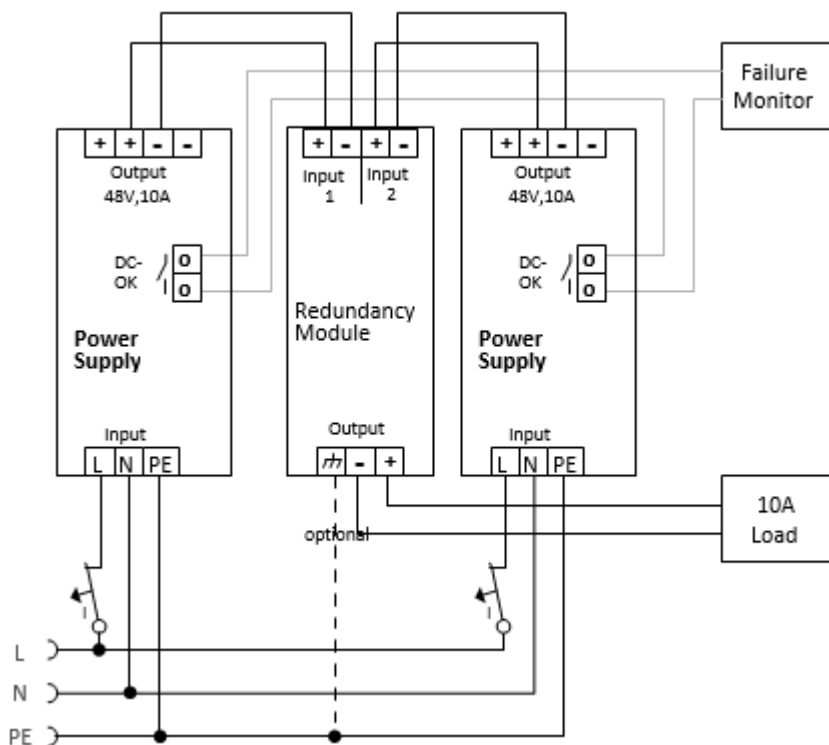 Failure
Monitor
+ + - -
Output
48V,10A
DC-
OK
O
O
Power
Supply
Input
L N PE
+ - + -
Input
1
Input
2
Redundancy
Module
Output
- +
optional
+ + - -
Output
48V,10A
DC-
OK
O
O
Power
Supply
Input
L N PE
10A
Load
I
I
L
N
PE